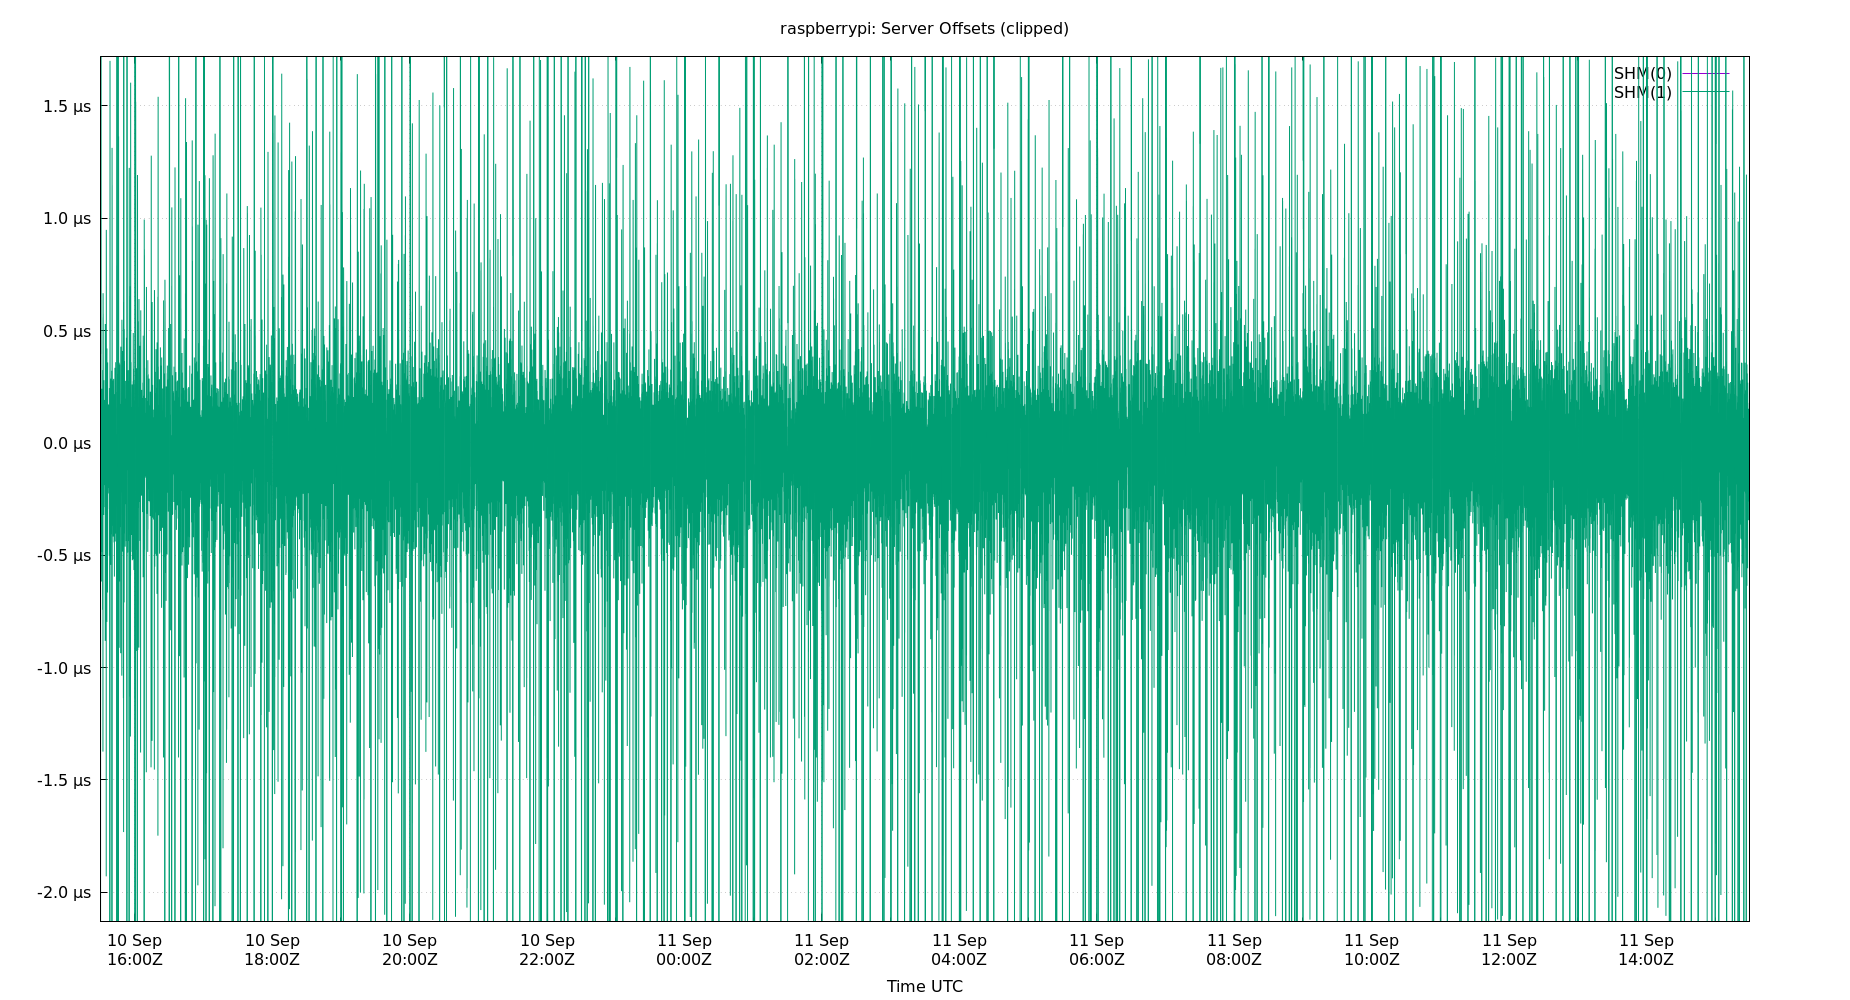 raspberrypi: Server Offsets (clipped)
SHM(0)
SHM(1)
1.5 µs
1.0 µs
0.5 µs
0.0 µs
-0.5 µs
-1.0 µs
-1.5 µs
-2.0 µs
10 Sep 10 Sep 10 Sep 10 Sep 11 Sep 11 Sep 11 Sep 11 Sep 11 Sep 11 Sep 11 Sep 11 Sep
16:00Z 18:00Z 20:00Z 22:00Z 00:00Z 02:00Z 04:00Z 06:00Z 08:00Z 10:00Z 12:00Z 14:00Z
Time UTC